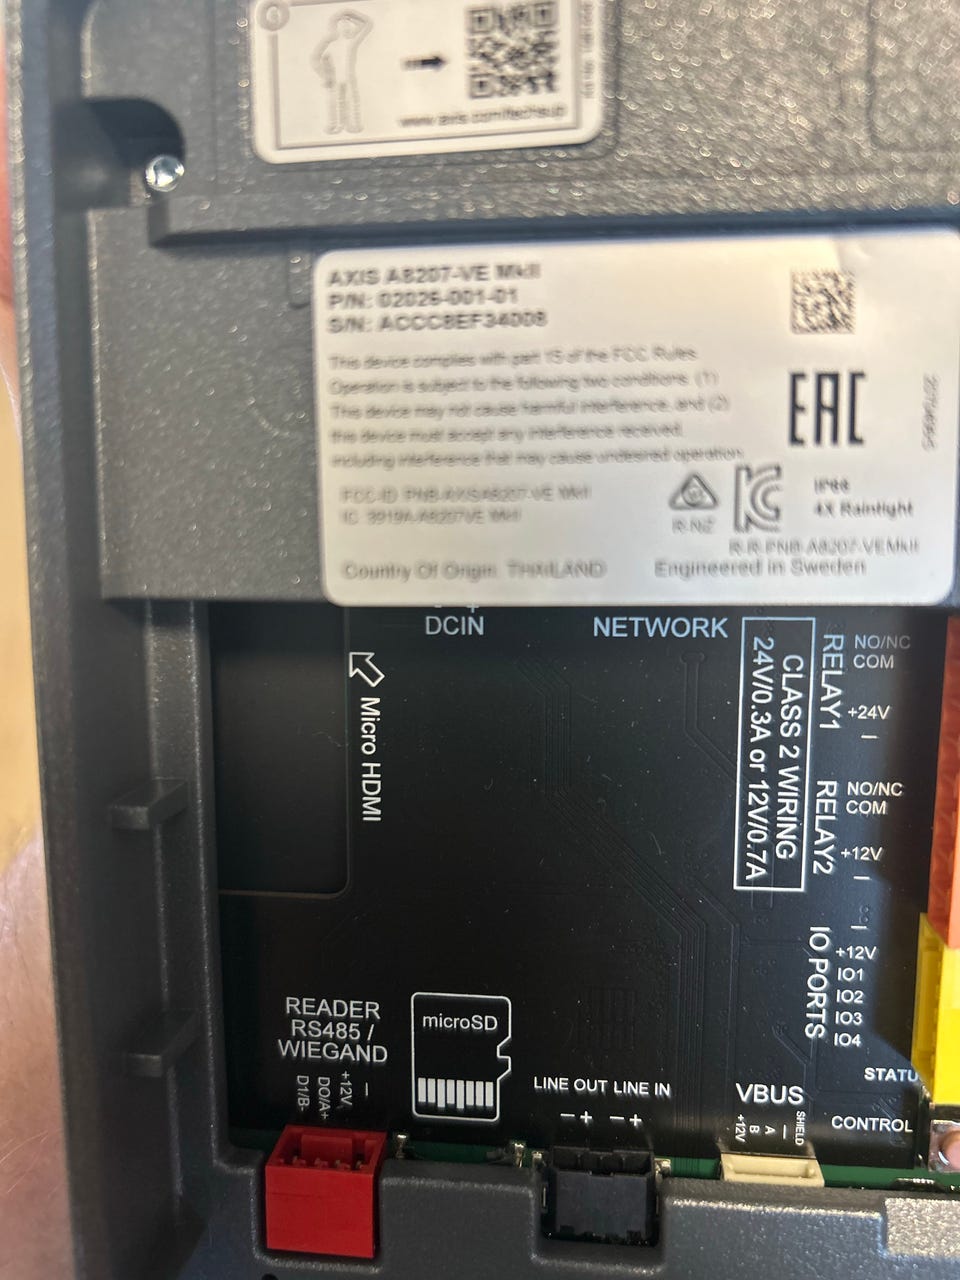 www.axis.com/techsup
AXIS A8207-VE MkII
P/N: 02026-001-01
S/N: ACCC8EF34008
This device complies with part 15 of the FCC Rules.
Operation is subject to the following two conditions: (1)
This device may not cause harmful interference, and (2)
this device must accept any interference received,
including interference that may cause undesired operation.
FCC-ID: PNB-AXISA8207-VE MkII
IC: 3919A-A8207VE MkII
EAC
R-NZ
IP66
4X Raintight
R-R-PNB-A8207-VEMkII
Country Of Origin: THAILAND
Engineered in Sweden
- +
DCIN
NETWORK
Micro HDMI
CLASS 2 WIRING
24V/0.3A or 12V/0.7A
RELAY1
NO/NC
COM
+24V
–
RELAY2
NO/NC
COM
+12V
–
IO PORTS
–
+12V
IO1
IO2
IO3
IO4
STATU
CONTROL
READER
RS485 /
WIEGAND
D1/B-
DO/A+
+12V
–
microSD
LINE OUT LINE IN
– + – +
VBUS
+12V
B
A
–
SHIELD